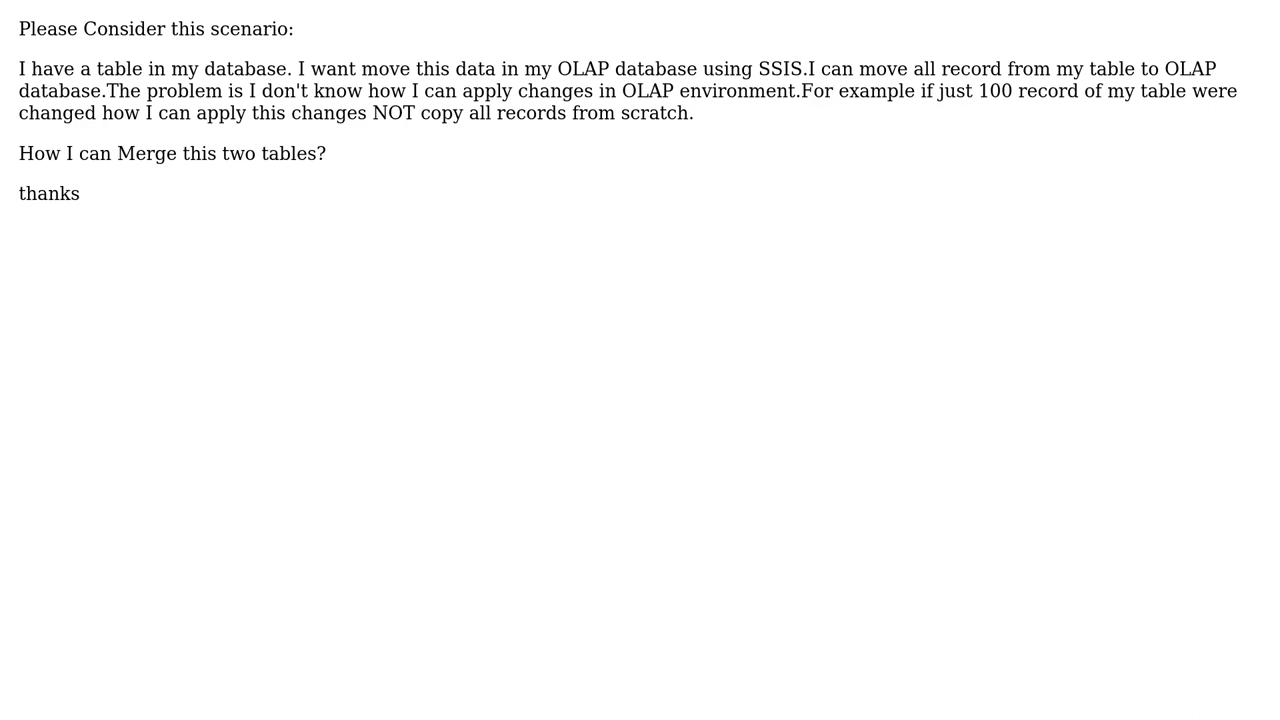 Please Consider this scenario:
I have a table in my database. I want move this data in my OLAP database using SSIS.I can move all record from my table to OLAP
database.The problem is I don't know how I can apply changes in OLAP environment.For example if just 100 record of my table were
changed how I can apply this changes NOT copy all records from scratch.
How I can Merge this two tables?
thanks